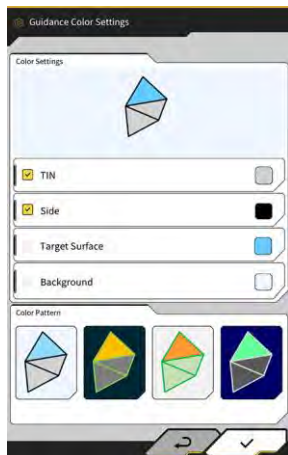 Guidance Color Settings
Color Settings
TIN
Side
Target Surface
Background
Color Pattern